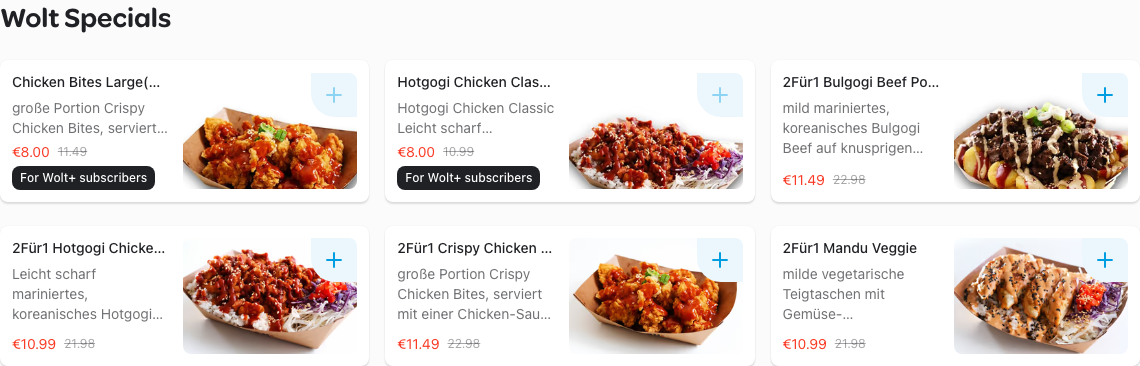 Wolt Specials
Chicken Bites Large(...
große Portion Crispy
Chicken Bites, serviert...
€8.00 11.49
For Wolt+ subscribers
Hotgogi Chicken Clas...
Hotgogi Chicken Classic
Leicht scharf...
€8.00 10.99
For Wolt+ subscribers
2Für1 Bulgogi Beef Po...
mild mariniertes,
koreanisches Bulgogi
Beef auf knusprigen...
€11.49 22.98
2Für1 Hotgogi Chicke...
Leicht scharf
mariniertes,
koreanisches Hotgogi...
€10.99 21.98
2Für1 Crispy Chicken ...
große Portion Crispy
Chicken Bites, serviert
mit einer Chicken-Sau...
€11.49 22.98
2Für1 Mandu Veggie
milde vegetarische
Teigtaschen mit
Gemüse-...
€10.99 21.98